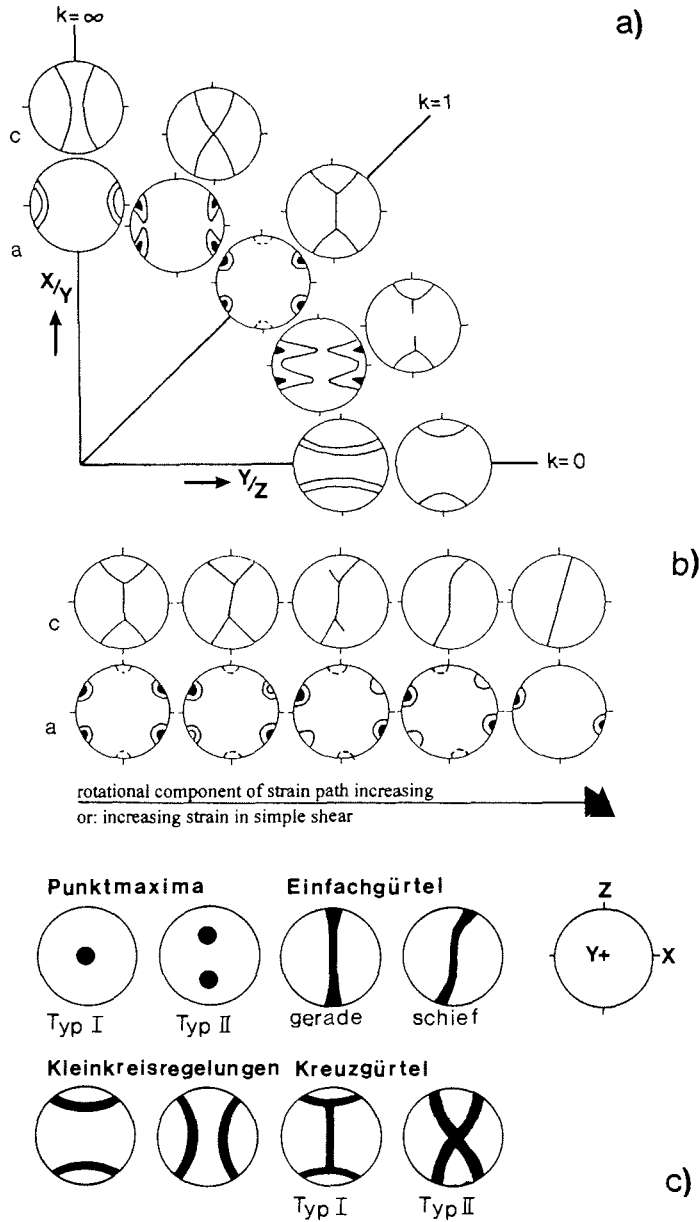 a)
k=∞
k=1
c
a
X/Y
Y/Z
k=0
b)
c
a
rotational component of strain path increasing
or: increasing strain in simple shear
Punktmaxima
Einfachgürtel
Z
Y+
X
Typ I
Typ II
gerade
schief
Kleinkreisregelungen
Kreuzgürtel
Typ I
Typ II
c)